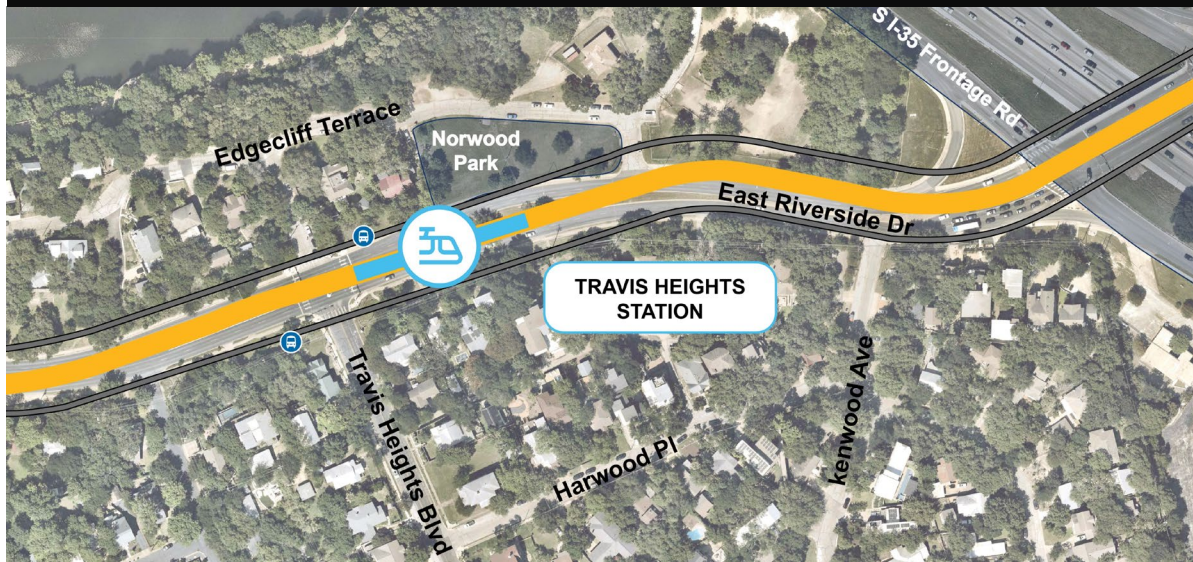 S I-35 Frontage Rd
Edgecliff Terrace
Norwood
Park
East Riverside Dr
TRAVIS HEIGHTS
STATION
Travis Heights Blvd
Harwood Pl
kenwood Ave